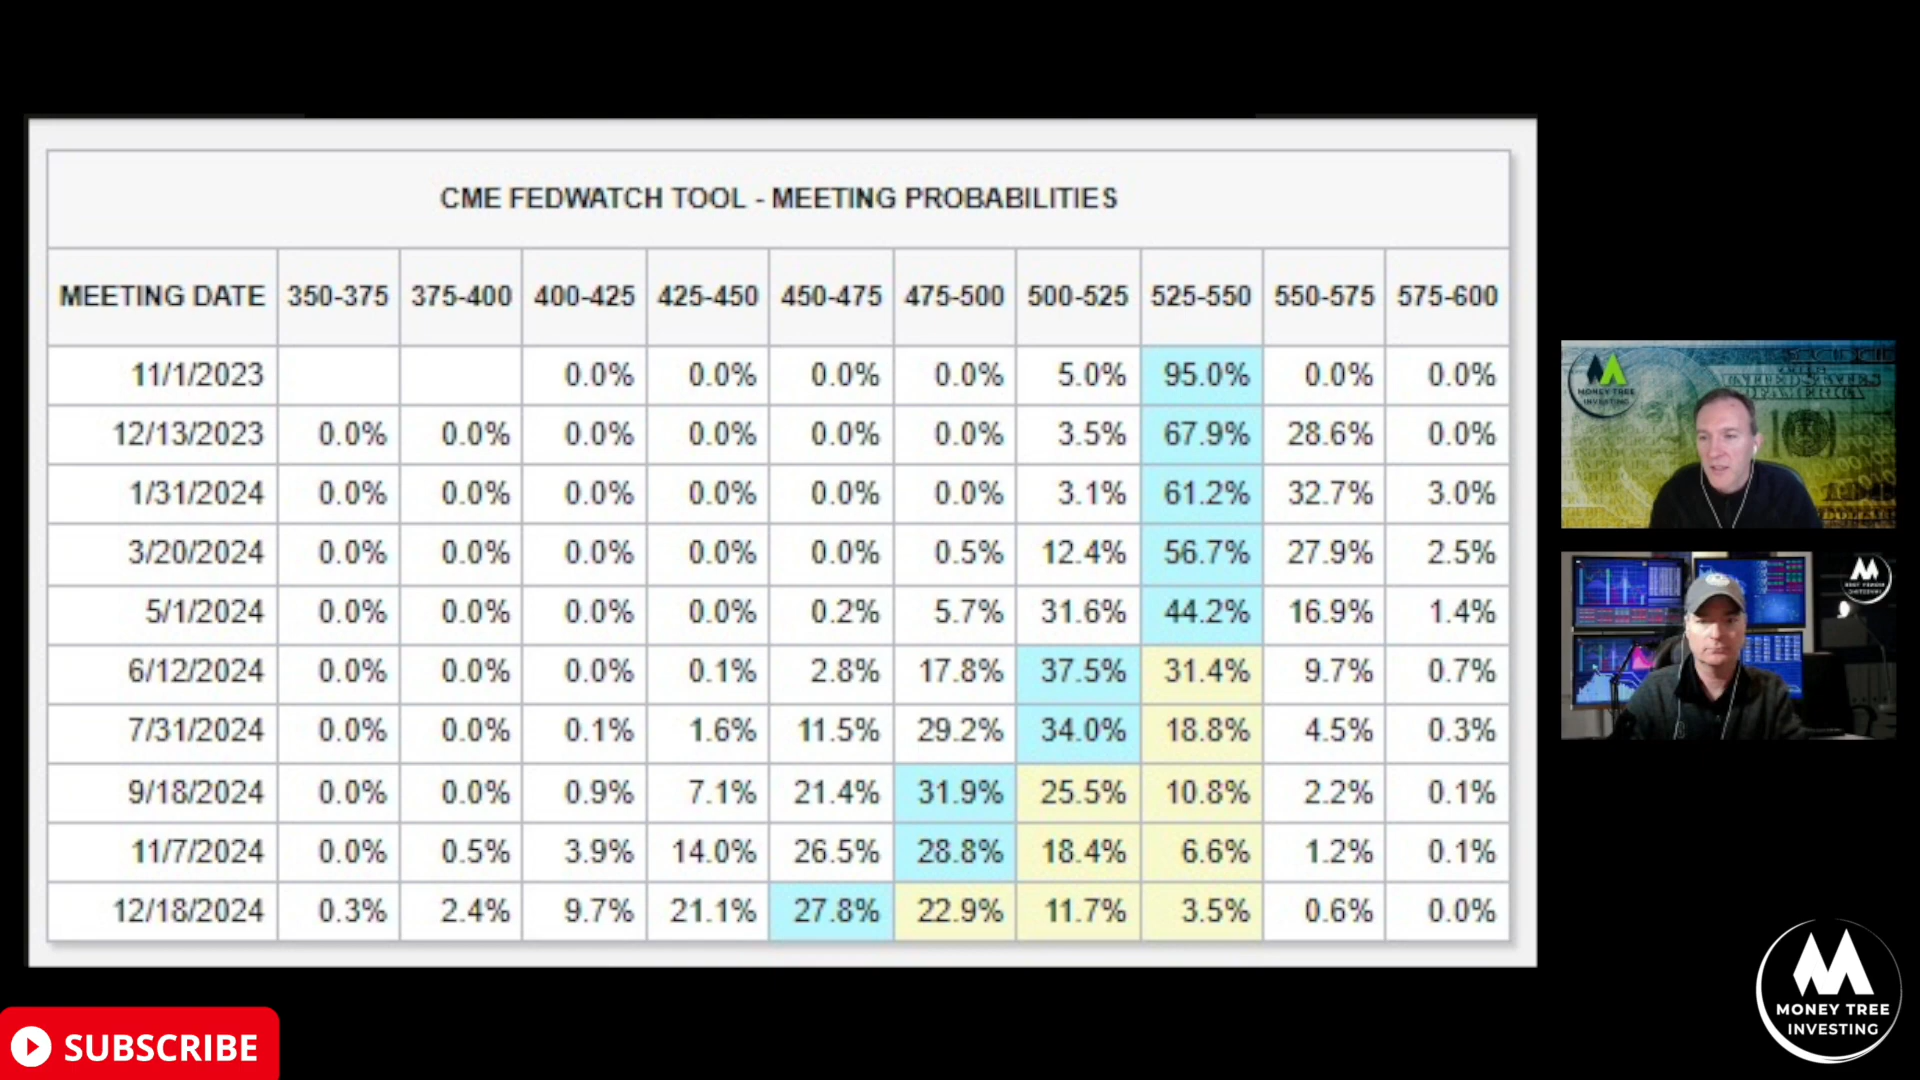 CME FEDWATCH TOOL - MEETING PROBABILITIES
MEETING DATE 350-375 375-400 400-425 425-450 450-475 475-500 500-525 525-550 550-575 575-600
11/1/2023 0.0% 0.0% 0.0% 0.0% 5.0% 95.0% 0.0% 0.0%
12/13/2023 0.0% 0.0% 0.0% 0.0% 0.0% 0.0% 3.5% 67.9% 28.6% 0.0%
1/31/2024 0.0% 0.0% 0.0% 0.0% 0.0% 0.0% 3.1% 61.2% 32.7% 3.0%
3/20/2024 0.0% 0.0% 0.0% 0.0% 0.0% 0.5% 12.4% 56.7% 27.9% 2.5%
5/1/2024 0.0% 0.0% 0.0% 0.0% 0.2% 5.7% 31.6% 44.2% 16.9% 1.4%
6/12/2024 0.0% 0.0% 0.0% 0.1% 2.8% 17.8% 37.5% 31.4% 9.7% 0.7%
7/31/2024 0.0% 0.0% 0.1% 1.6% 11.5% 29.2% 34.0% 18.8% 4.5% 0.3%
9/18/2024 0.0% 0.0% 0.9% 7.1% 21.4% 31.9% 25.5% 10.8% 2.2% 0.1%
11/7/2024 0.0% 0.5% 3.9% 14.0% 26.5% 28.8% 18.4% 6.6% 1.2% 0.1%
12/18/2024 0.3% 2.4% 9.7% 21.1% 27.8% 22.9% 11.7% 3.5% 0.6% 0.0%
MONEY TREE
INVESTING
UNITED STATES
OF AMERICA
SUBSCRIBE
MONEY TREE
INVESTING